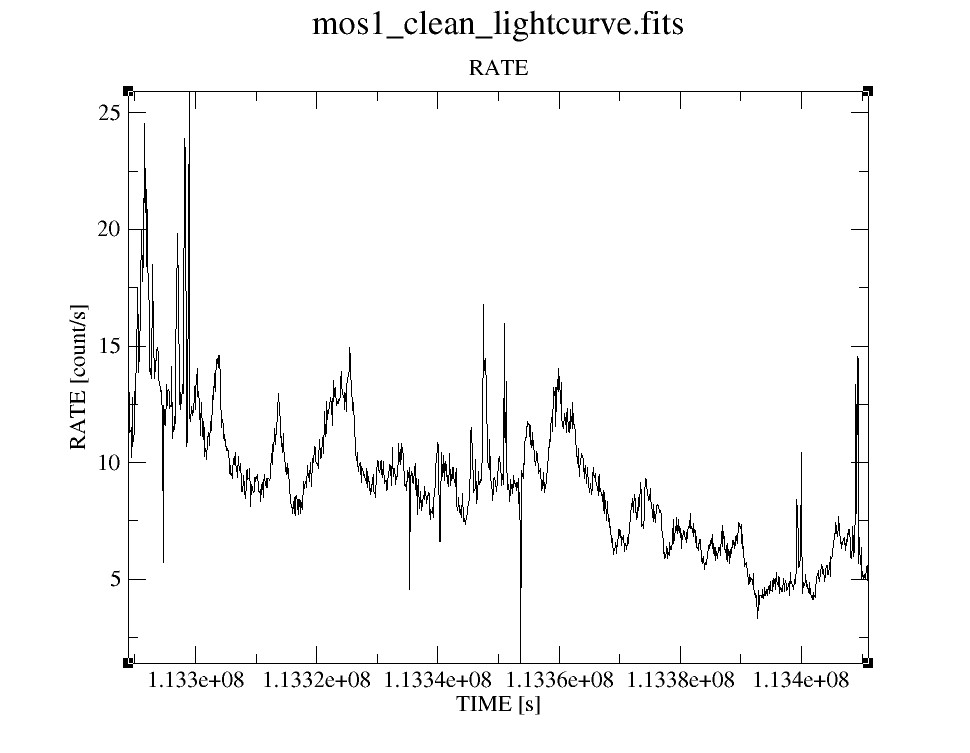 mos1_clean_lightcurve.fits
RATE
25
20
15
10
5
RATE [count/s]
1.133e+08 1.1332e+08 1.1334e+08 1.1336e+08 1.1338e+08 1.134e+08
TIME [s]